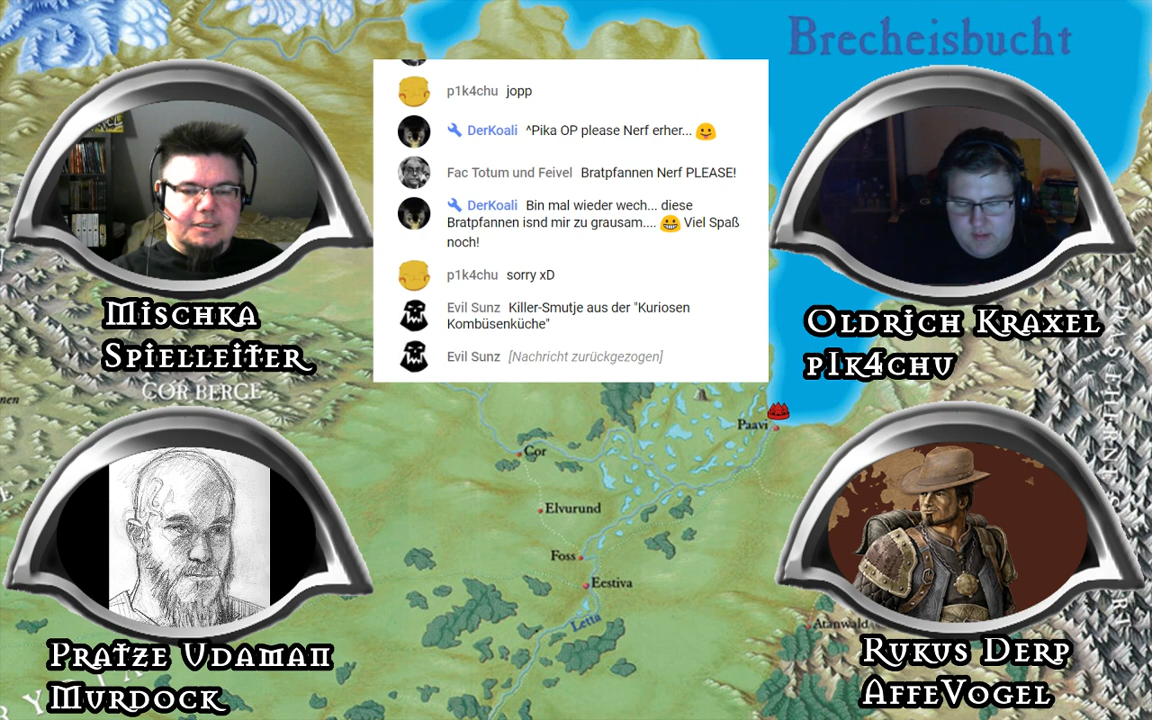 Brecheisbucht
p1k4chu jopp
DerKoali ^Pika OP please Nerf erher... 😛
Fac Totum und Feivel Bratpfannen Nerf PLEASE!
DerKoali Bin mal wieder wech... diese
Bratpfannen isnd mir zu grausam.... 😀 Viel Spaß
noch!
p1k4chu sorry xD
Evil Sunz Killer-Smutje aus der "Kuriosen
Kombüsenküche"
Evil Sunz [Nachricht zurückgezogen]
Mischka
Spielleiter
Oldrich Kraxel
p1k4chu
COR BERGE
Paavi
Cor
Elvurund
Foss
Eestiva
Letta
Atanwald
Pratze Udaman
Murdock
Rukus Derp
AffeVogel